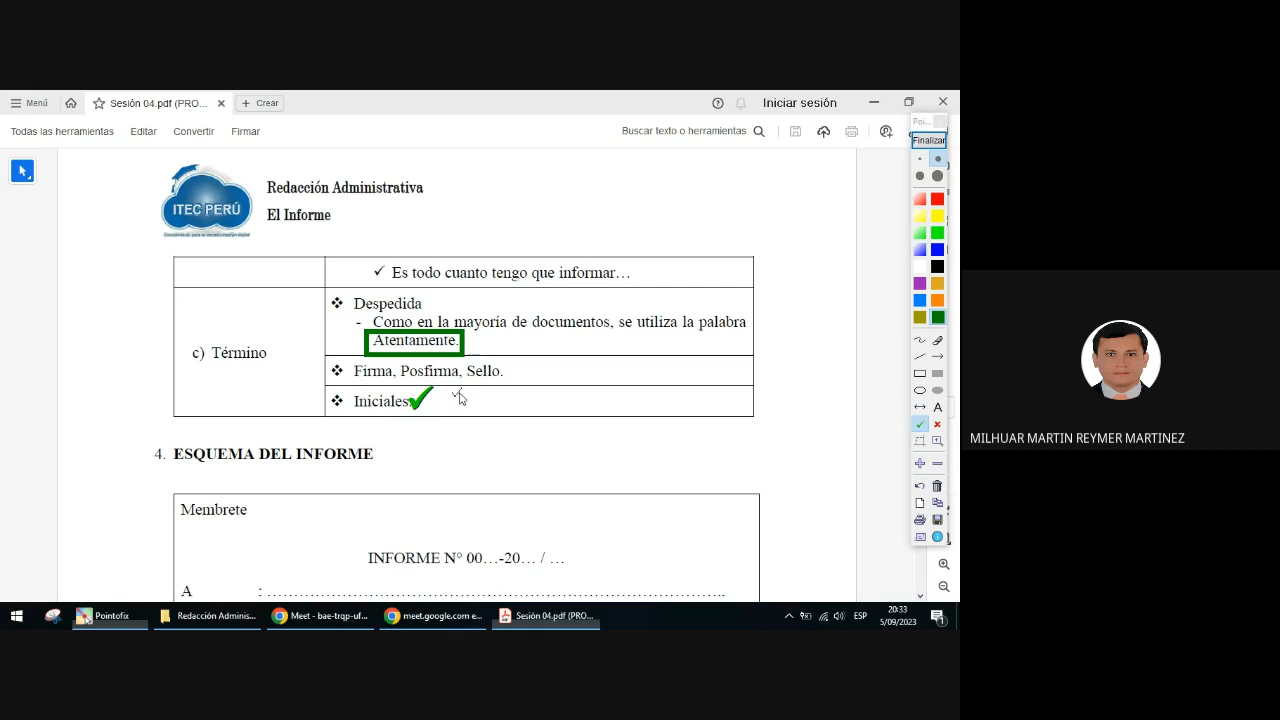 Menú
Sesión 04.pdf (PRO...
Crear
Iniciar sesión
Todas las herramientas
Editar
Convertir
Firmar
Buscar texto o herramientas
Poi...
Finalizar
ITEC PERÚ
Redacción Administrativa
El Informe
✓ Es todo cuanto tengo que informar…
c) Término
❖ Despedida
- Como en la mayoría de documentos, se utiliza la palabra
Atentamente.
❖ Firma, Posfirma, Sello.
❖ Iniciales
4. ESQUEMA DEL INFORME
Membrete
INFORME N° 00…-20… / …
A : ……………………………………………………………………..
MILHUAR MARTIN REYMER MARTINEZ
Pointofix
Redacción Adminis...
Meet - bae-trqp-uf...
meet.google.com e...
Sesión 04.pdf (PRO...
ESP
20:33
5/09/2023